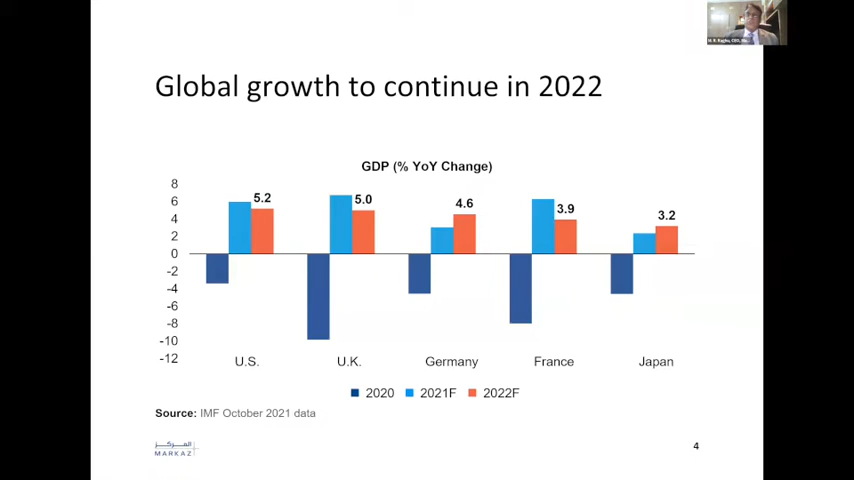 Global growth to continue in 2022
GDP (% YoY Change)
8
6
4
2
0
-2
-4
-6
-8
-10
-12
5.2
5.0
4.6
3.9
3.2
U.S. U.K. Germany France Japan
2020 2021F 2022F
Source: IMF October 2021 data
المركز
MARKAZ
4